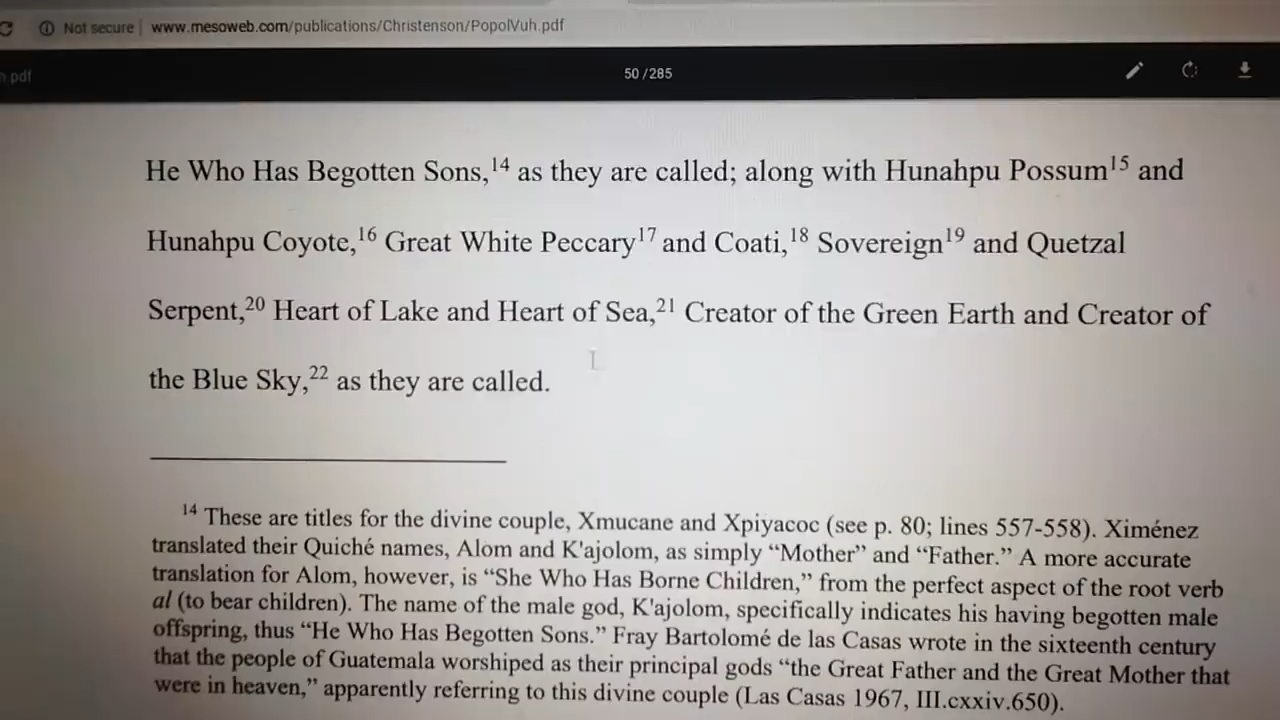 Not secure | www.mesoweb.com/publications/Christenson/PopolVuh.pdf
.pdf 50 / 285
He Who Has Begotten Sons,14 as they are called; along with Hunahpu Possum15 and
Hunahpu Coyote,16 Great White Peccary17 and Coati,18 Sovereign19 and Quetzal
Serpent,20 Heart of Lake and Heart of Sea,21 Creator of the Green Earth and Creator of
the Blue Sky,22 as they are called.
14 These are titles for the divine couple, Xmucane and Xpiyacoc (see p. 80; lines 557-558). Ximénez
translated their Quiché names, Alom and K'ajolom, as simply “Mother” and “Father.” A more accurate
translation for Alom, however, is “She Who Has Borne Children,” from the perfect aspect of the root verb
al (to bear children). The name of the male god, K'ajolom, specifically indicates his having begotten male
offspring, thus “He Who Has Begotten Sons.” Fray Bartolomé de las Casas wrote in the sixteenth century
that the people of Guatemala worshiped as their principal gods “the Great Father and the Great Mother that
were in heaven,” apparently referring to this divine couple (Las Casas 1967, III.cxxiv.650).